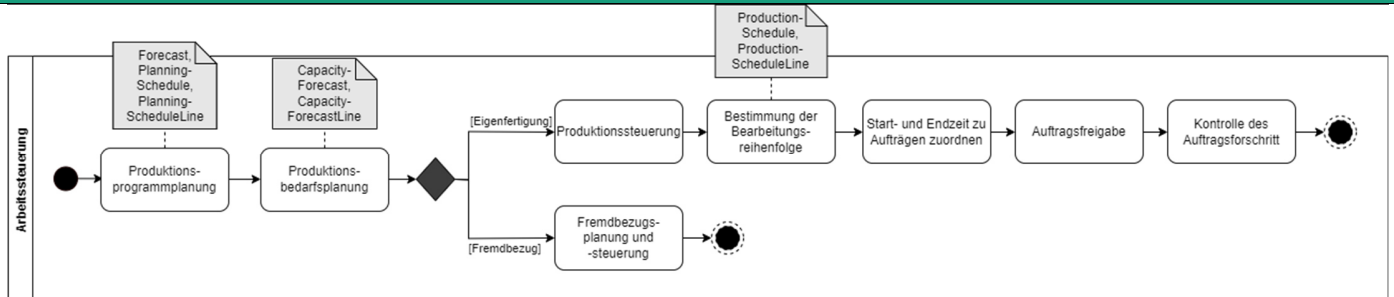 Arbeitssteuerung
Forecast,
Planning-
Schedule,
Planning-
ScheduleLine
Produktions-
programmplanung
Capacity-
Forecast,
Capacity-
ForecastLine
Produktions-
bedarfsplanung
[Eigenfertigung]
Produktionssteuerung
Production-
Schedule,
Production-
ScheduleLine
Bestimmung der
Bearbeitungs-
reihenfolge
Start- und Endzeit zu
Aufträgen zuordnen
Auftragsfreigabe
Kontrolle des
Auftragsforschritt
[Fremdbezug]
Fremdbezugs-
planung und
-steuerung